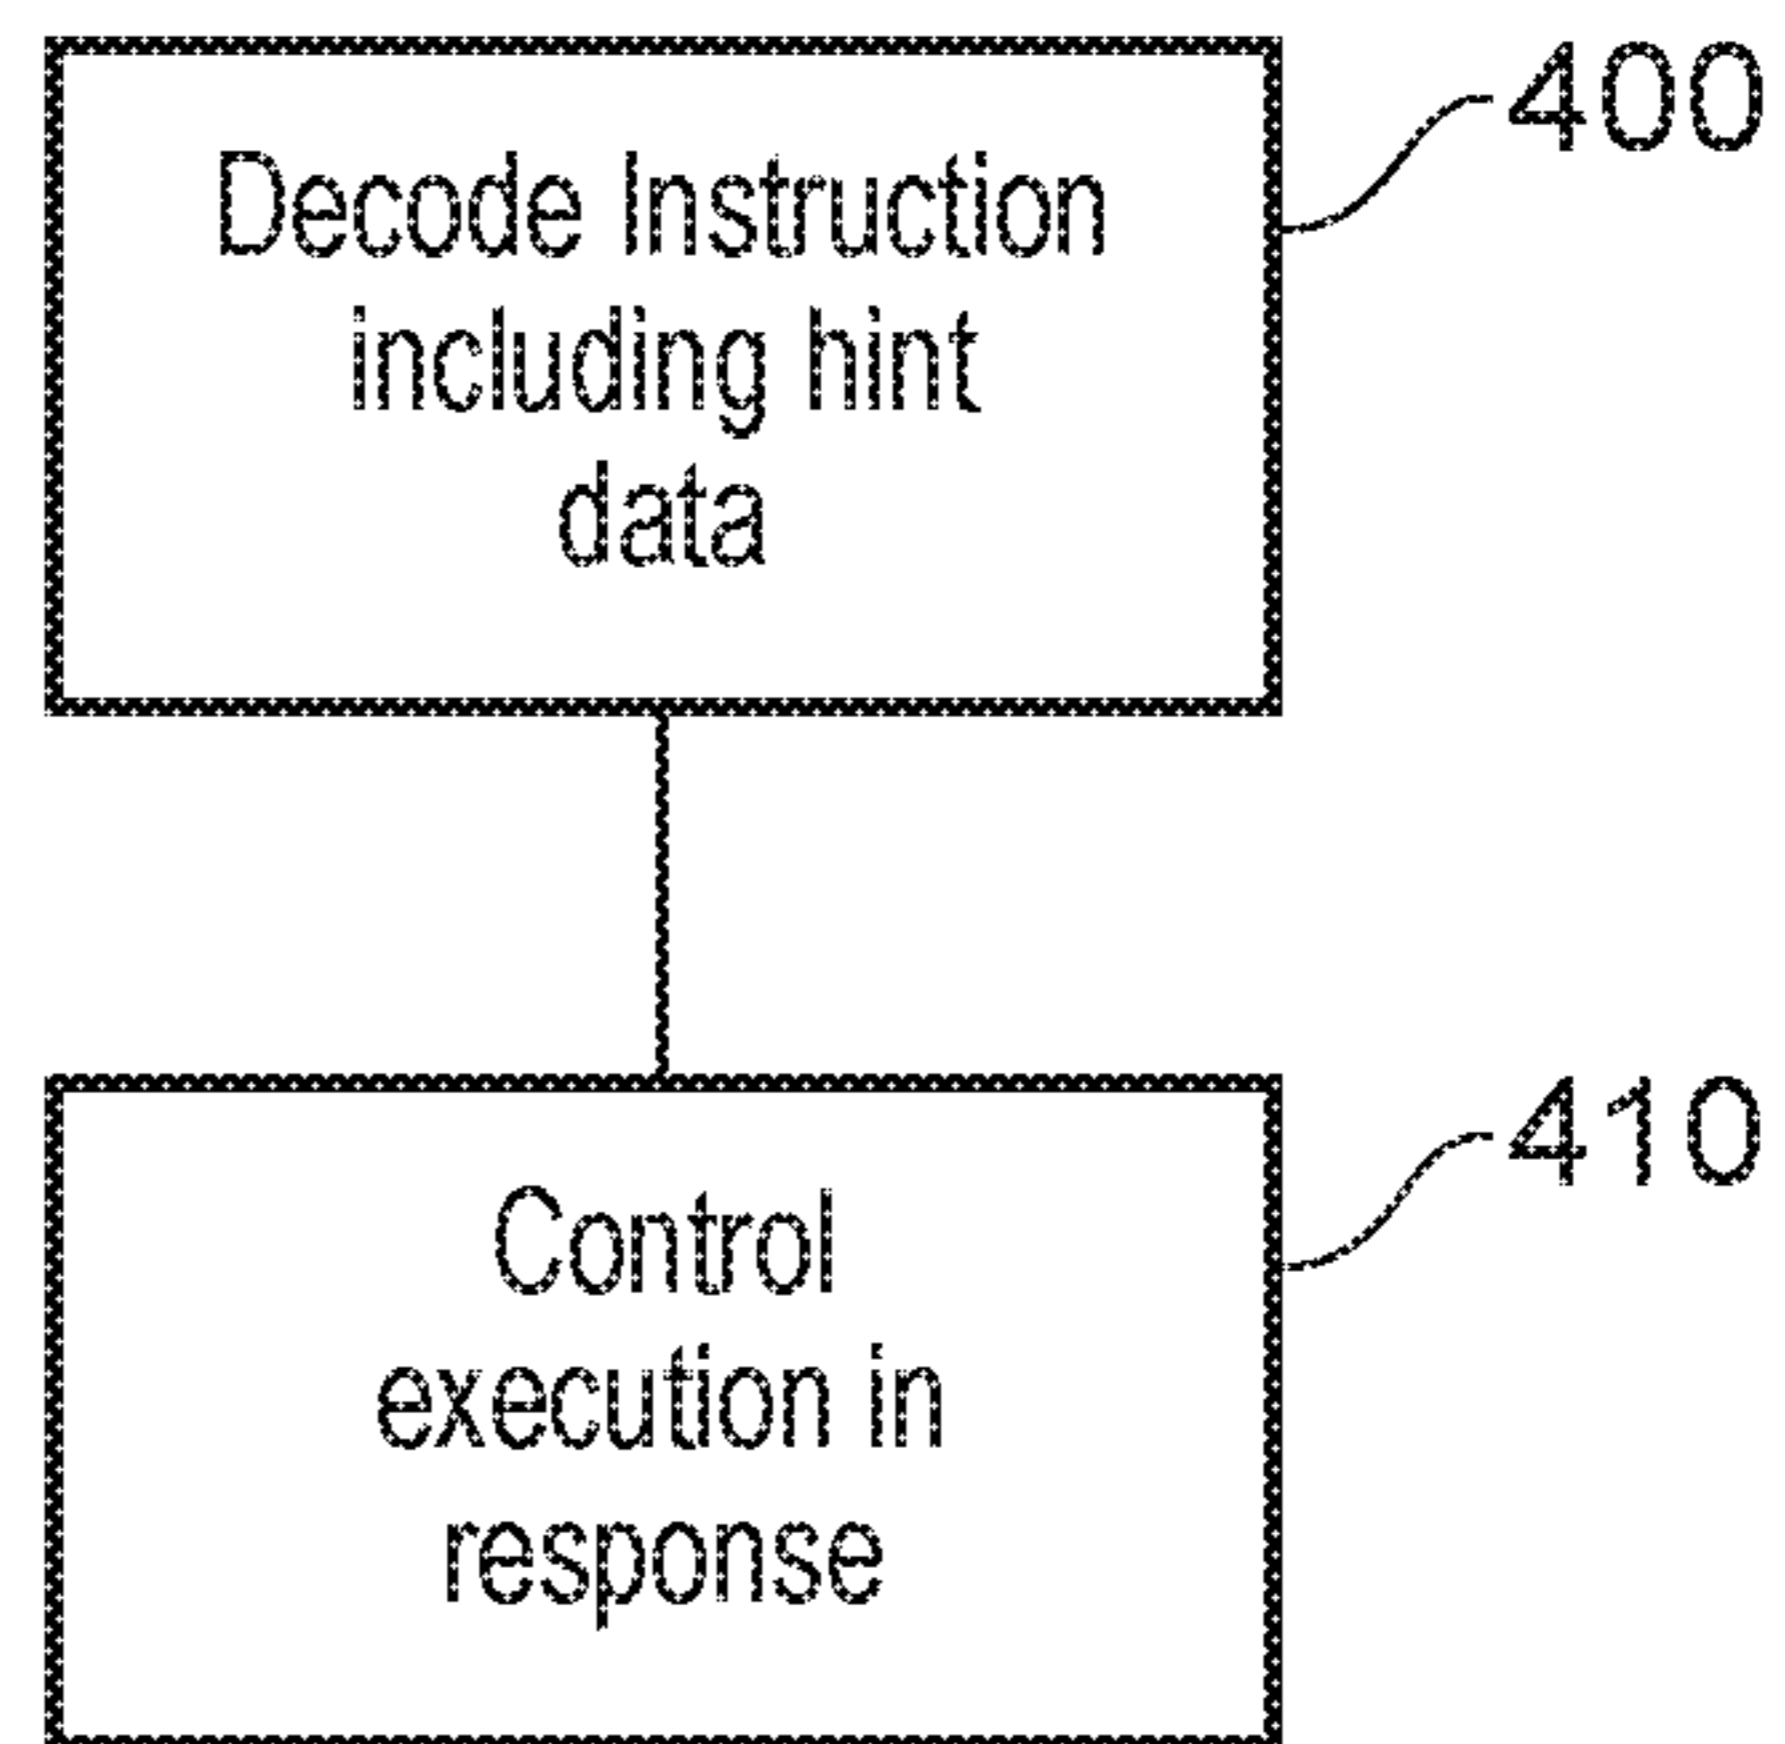 Decode Instruction
including hint
data
400
Control
execution in
response
410